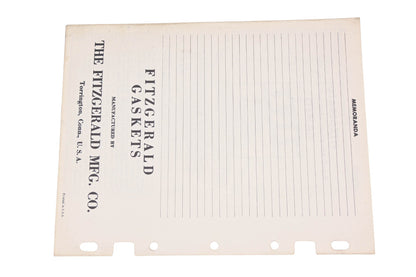 MEMORANDA
FITZGERALD
GASKETS
MANUFACTURED BY
THE FITZGERALD MFG. CO.
Torrington, Conn., U. S. A.